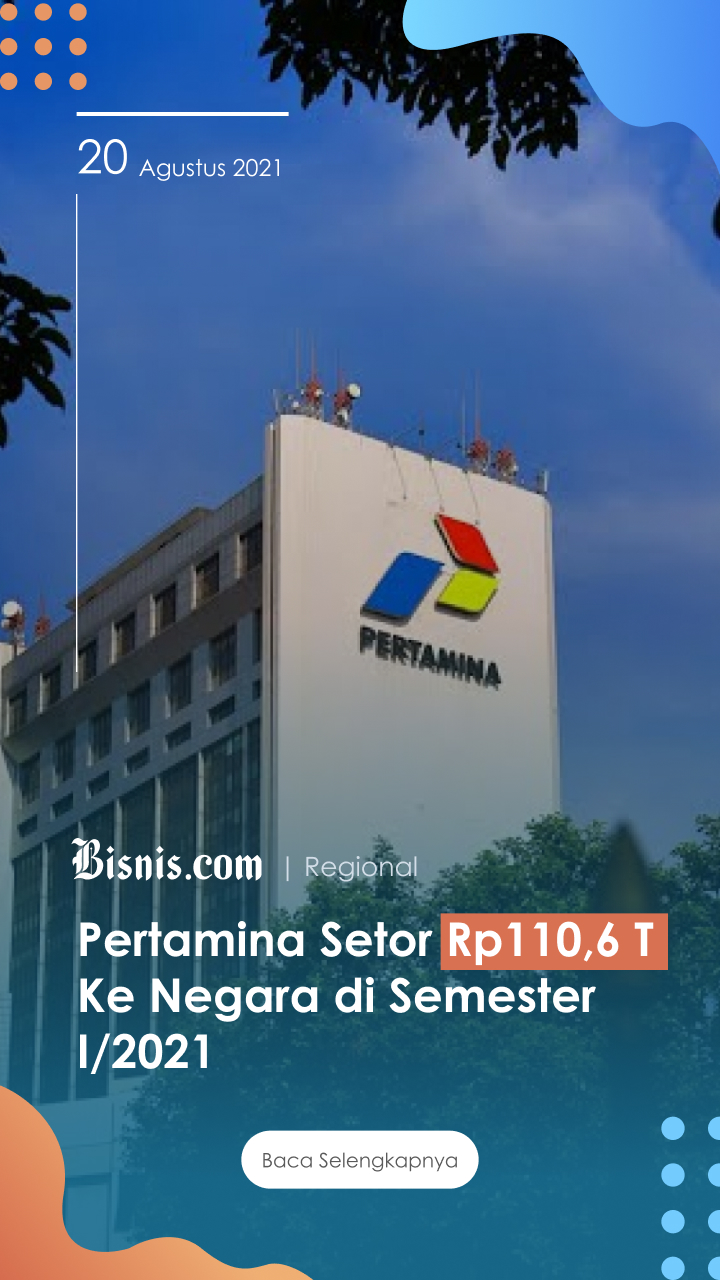 20 Agustus 2021
PERTAMINA
Bisnis.com | Regional
Pertamina Setor Rp110,6 T
Ke Negara di Semester
I/2021
Baca Selengkapnya